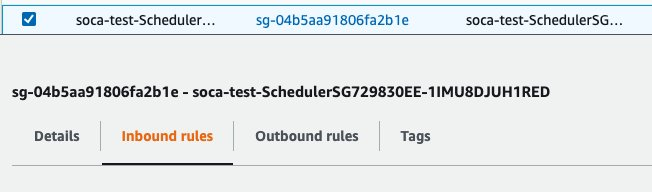 soca-test-Scheduler... sg-04b5aa91806fa2b1e soca-test-SchedulerSG...
sg-04b5aa91806fa2b1e - soca-test-SchedulerSG729830EE-1IMU8DJUH1RED
Details Inbound rules Outbound rules Tags